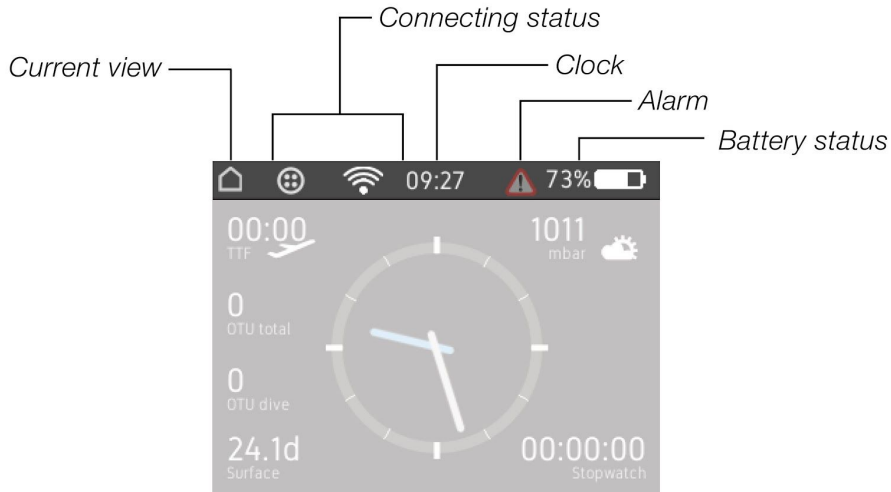 Connecting status
Current view
Clock
Alarm
Battery status
09:27
73%
00:00
TTF
1011
mbar
0
OTU total
0
OTU dive
24.1d
Surface
00:00:00
Stopwatch